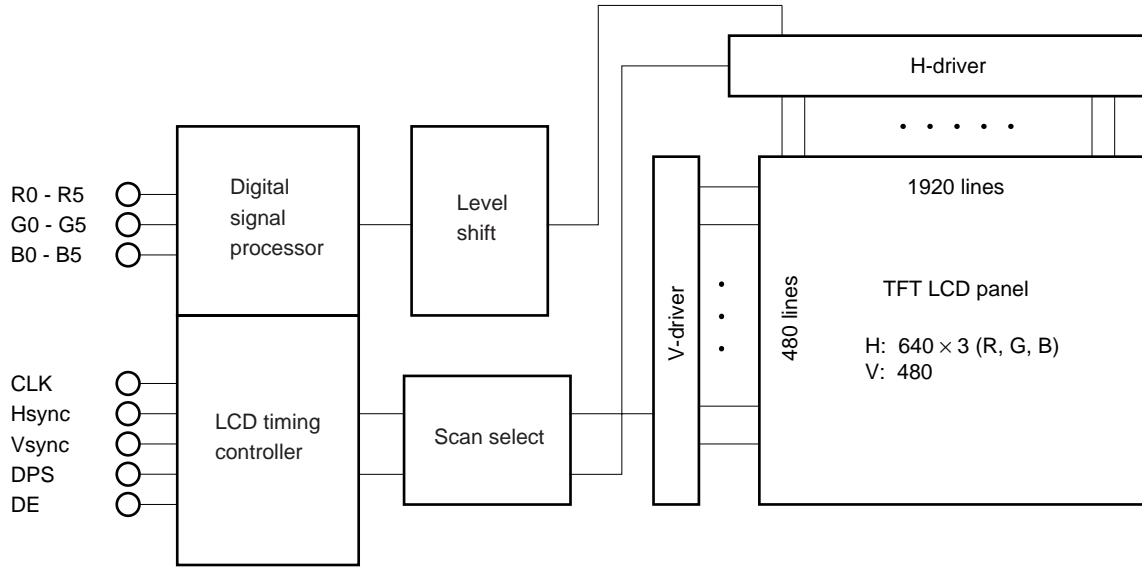 H-driver
R0 - R5
G0 - G5
B0 - B5
Digital
signal
processor
Level
shift
1920 lines
480 lines
V-driver
TFT LCD panel
H: 640 × 3 (R, G, B)
V: 480
CLK
Hsync
Vsync
DPS
DE
LCD timing
controller
Scan select